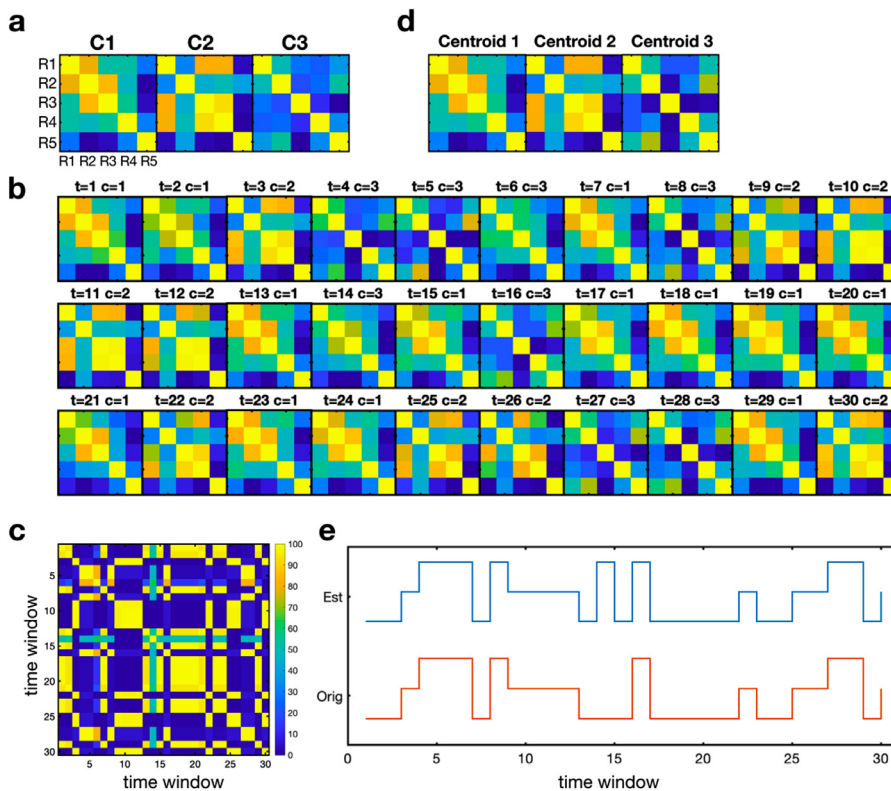 a
C1 C2 C3
R1
R2
R3
R4
R5
R1 R2 R3 R4 R5
d
Centroid 1 Centroid 2 Centroid 3
b
t=1 c=1 t=2 c=1 t=3 c=2 t=4 c=3 t=5 c=3 t=6 c=3 t=7 c=1 t=8 c=3 t=9 c=2 t=10 c=2
t=11 c=2 t=12 c=2 t=13 c=1 t=14 c=3 t=15 c=1 t=16 c=3 t=17 c=1 t=18 c=1 t=19 c=1 t=20 c=1
t=21 c=1 t=22 c=2 t=23 c=1 t=24 c=1 t=25 c=2 t=26 c=2 t=27 c=3 t=28 c=3 t=29 c=1 t=30 c=2
c
time window
5
10
15
20
25
30
5 10 15 20 25 30
time window
100
90
80
70
60
50
40
30
20
10
0
e
Est
Orig
0 5 10 15 20 25 30
time window